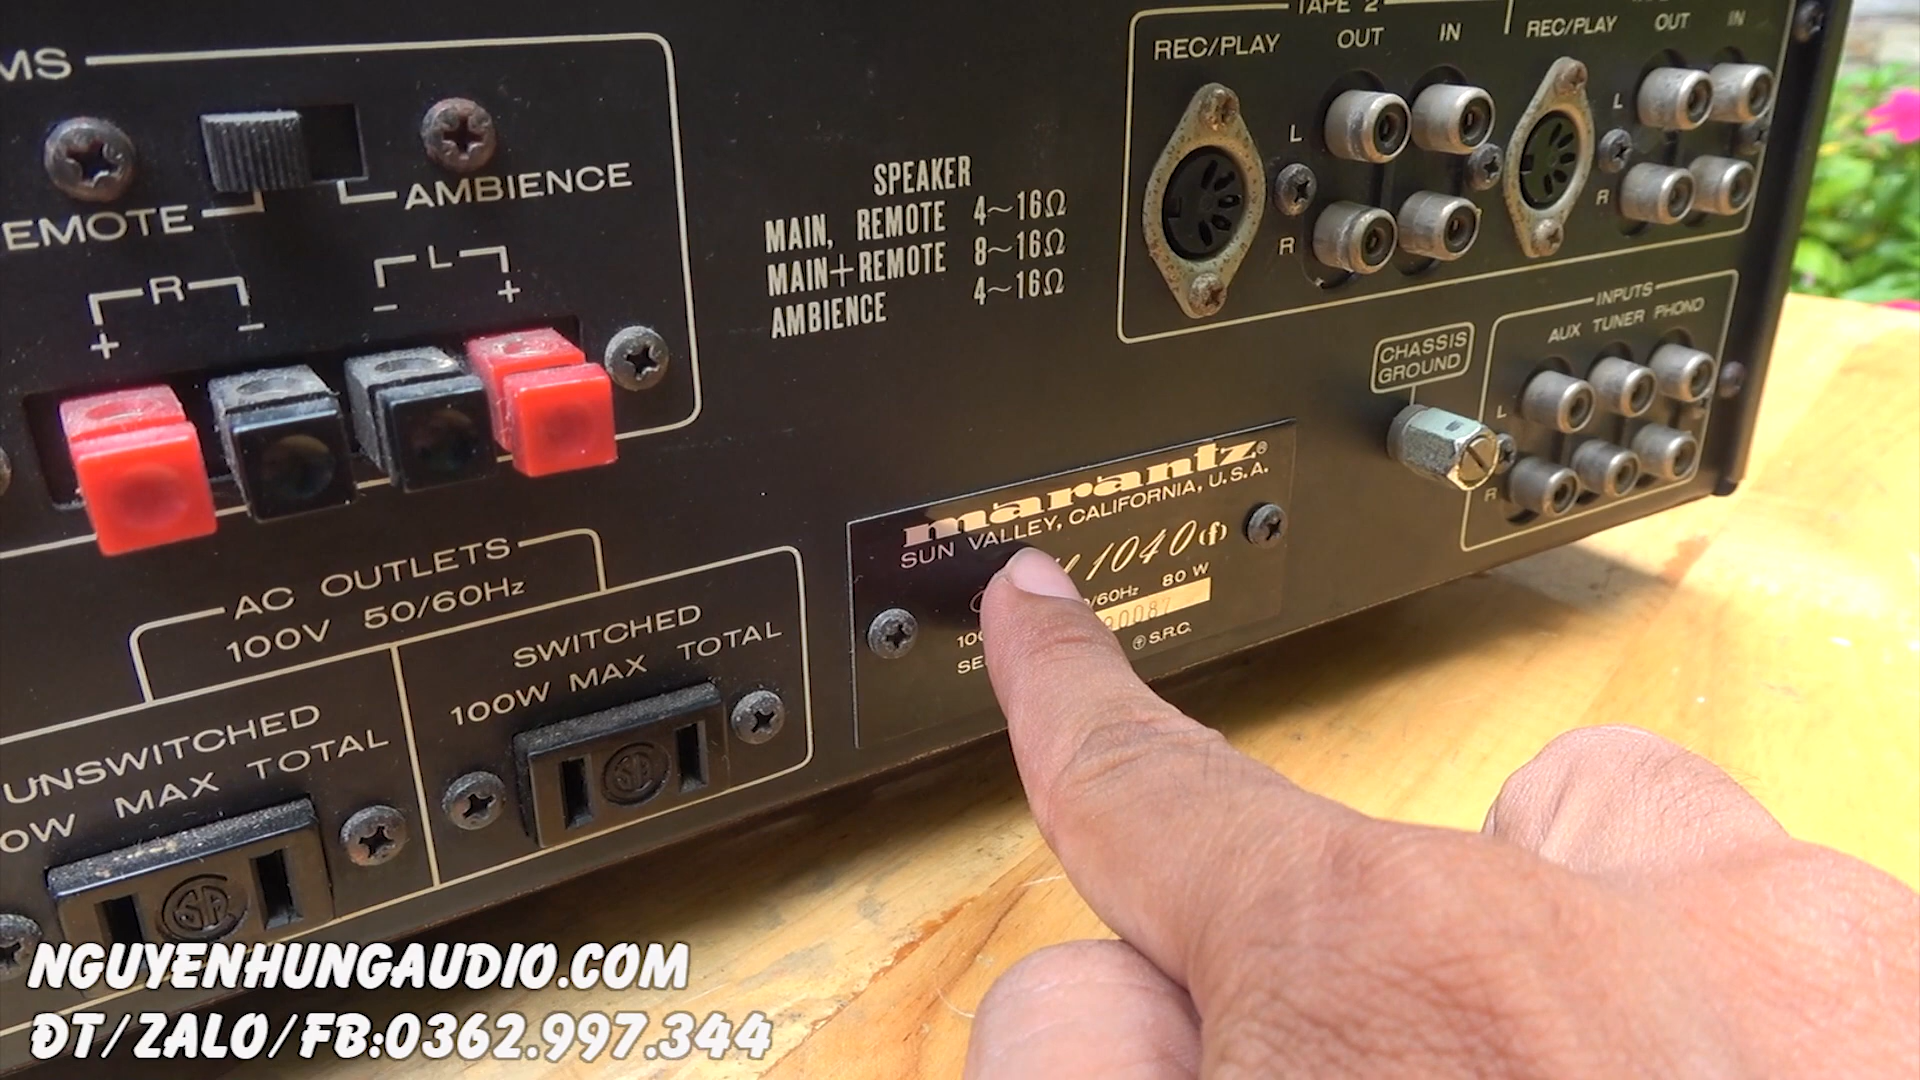 MS
REMOTE
AMBIENCE
R
L
+ - - +
SPEAKER
MAIN, REMOTE 4~16Ω
MAIN+REMOTE 8~16Ω
AMBIENCE 4~16Ω
TAPE 2
REC/PLAY OUT IN
L
R
REC/PLAY OUT IN
L
R
CHASSIS
GROUND
INPUTS
AUX TUNER PHONO
L
R
AC OUTLETS
100V 50/60Hz
SWITCHED
100W MAX TOTAL
UNSWITCHED
MAX TOTAL
marantz®
SUN VALLEY, CALIFORNIA, U.S.A.
1040(f)
/60Hz 80 W
S.R.C.
NGUYENHUNGAUDIO.COM
ĐT/ZALO/FB:0362.997.344